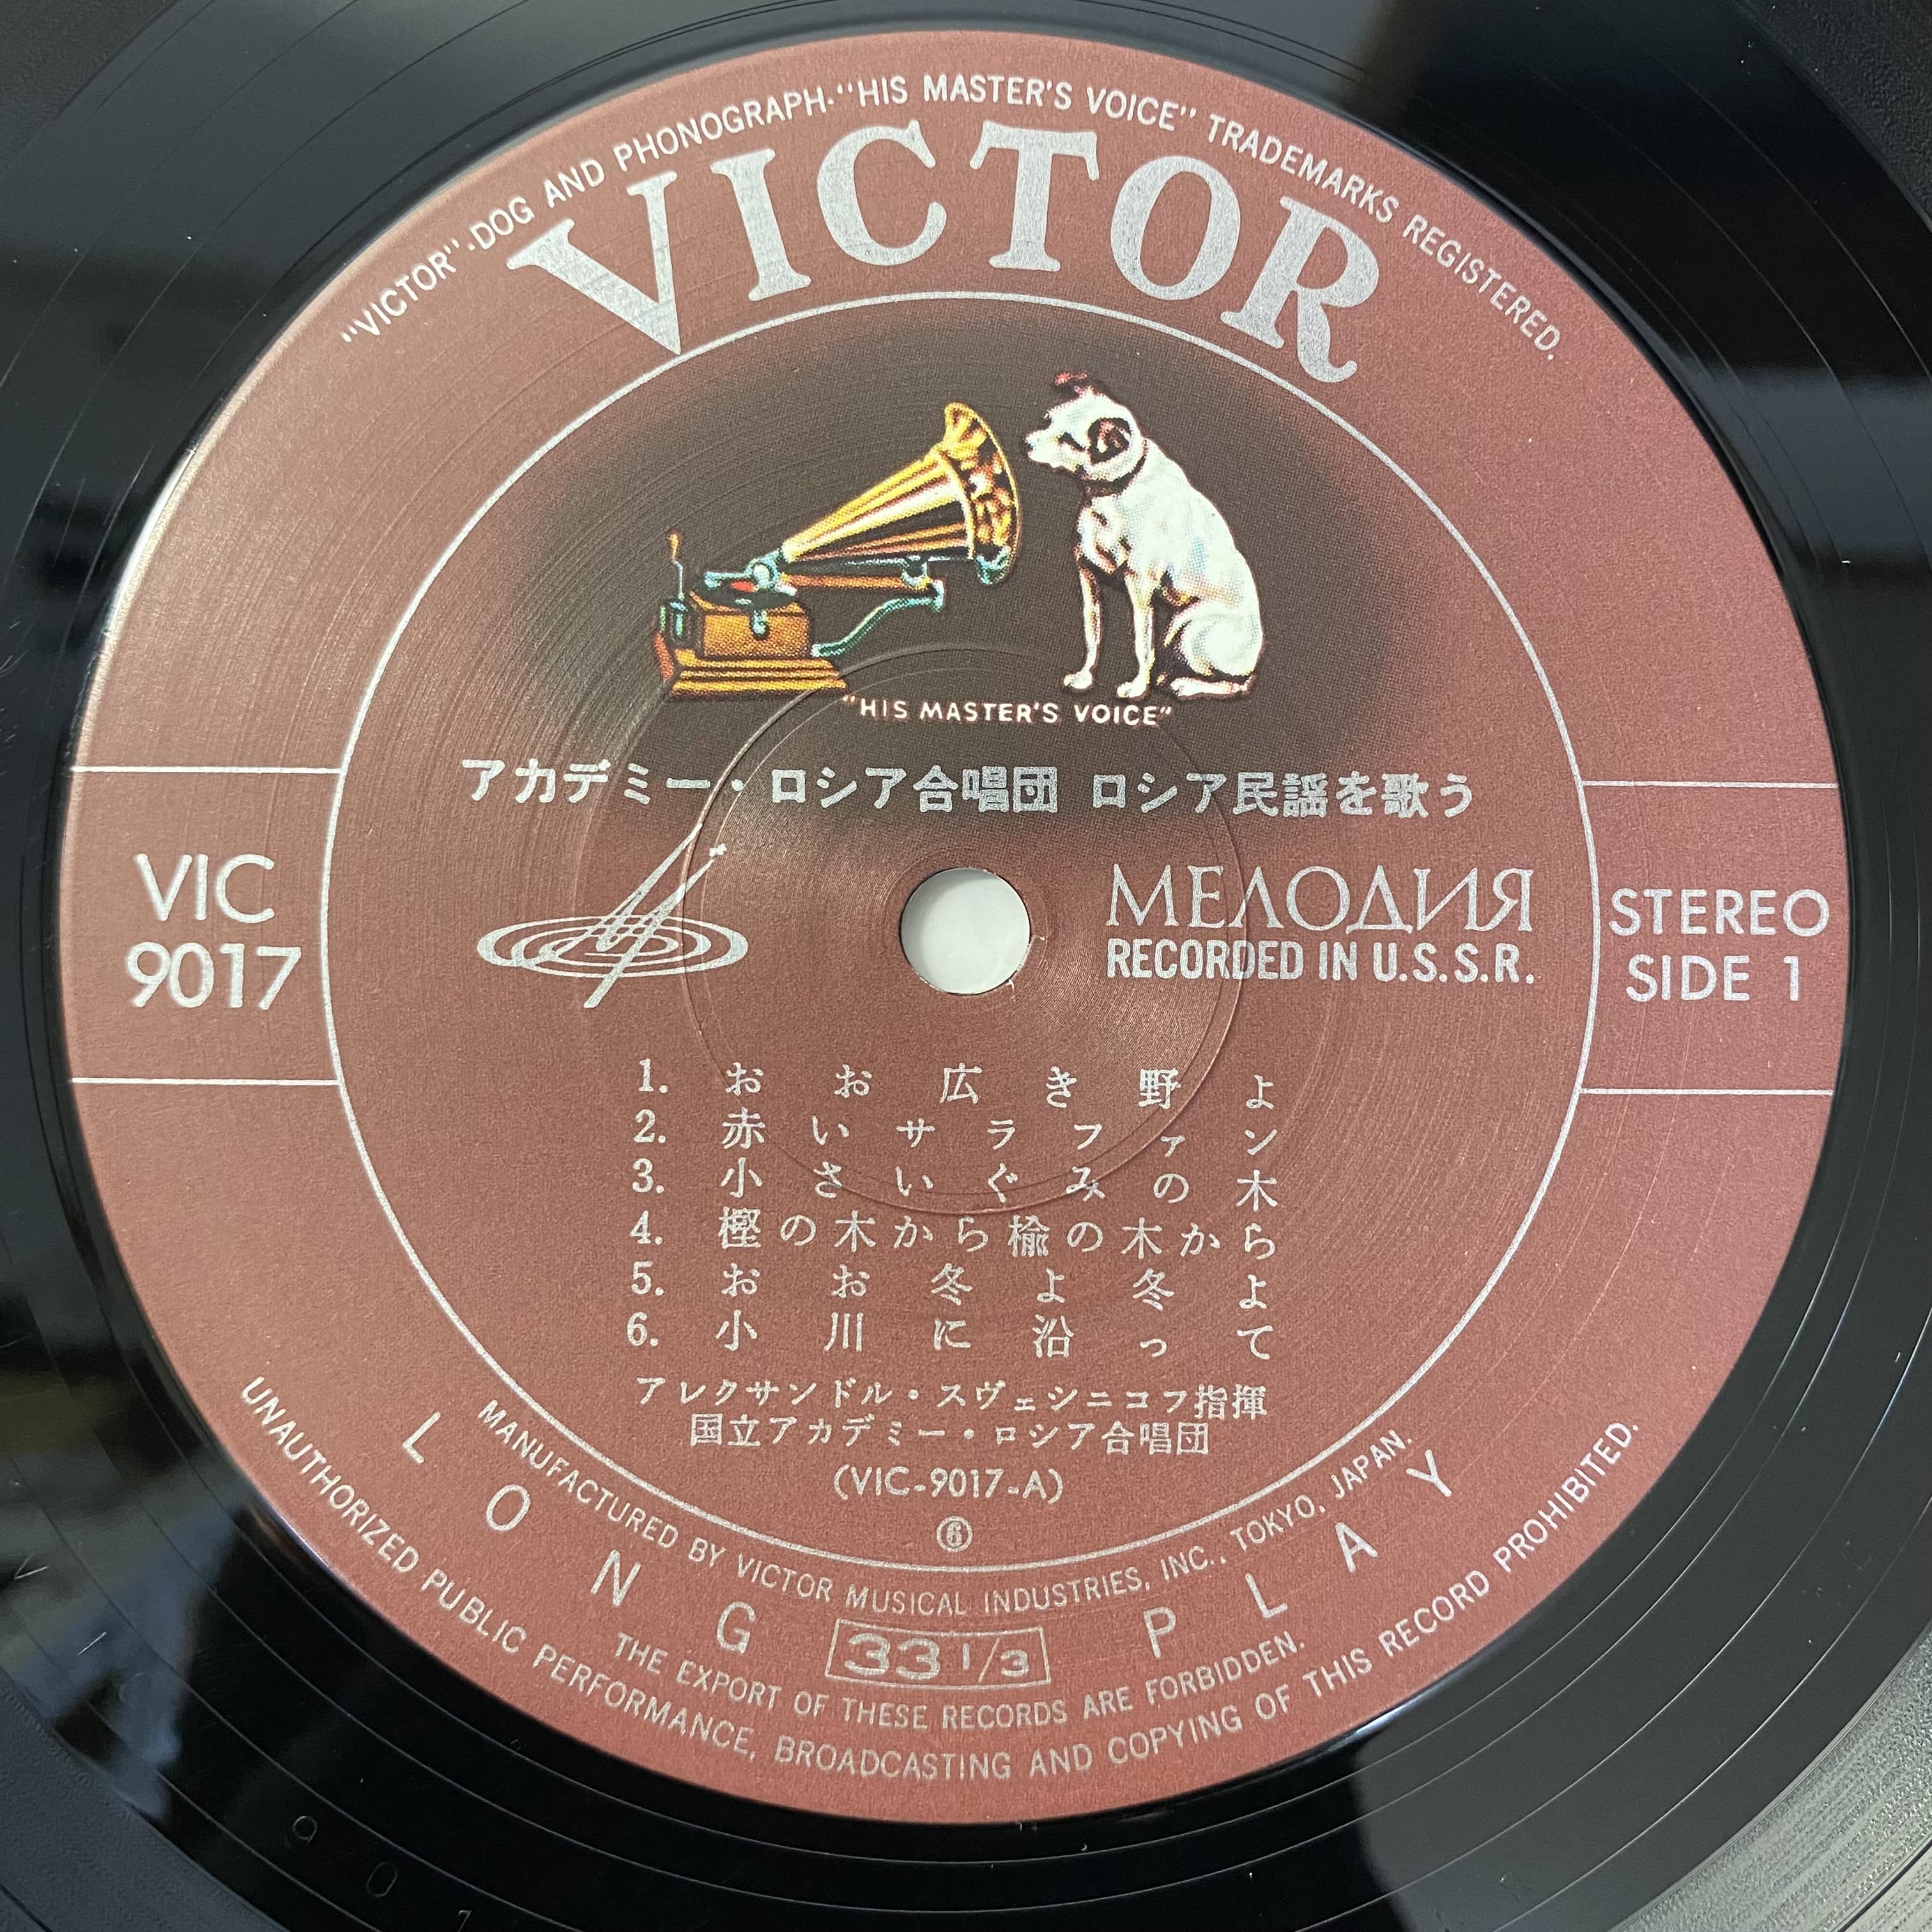 "VICTOR"-DOG AND PHONOGRAPH-"HIS MASTER'S VOICE" TRADEMARKS REGISTERED.
VICTOR
"HIS MASTER'S VOICE"
アカデミー・ロシア合唱団 ロシア民謡を歌う
VIC
9017
МЕЛОДИЯ
RECORDED IN U.S.S.R.
STEREO
SIDE 1
1. おお広き野よ
2. 赤いサラファン
3. 小さいぐみの木
4. 樫の木から楡の木から
5. おお冬よ冬よ
6. 小川に沿って
アレクサンドル・スヴェシニコフ指揮
国立アカデミー・ロシア合唱団
(VIC-9017-A)
⑥
MANUFACTURED BY VICTOR MUSICAL INDUSTRIES, INC., TOKYO, JAPAN.
LONG PLAY
33 1/3
THE EXPORT OF THESE RECORDS ARE FORBIDDEN.
UNAUTHORIZED PUBLIC PERFORMANCE, BROADCASTING AND COPYING OF THIS RECORD PROHIBITED.
901